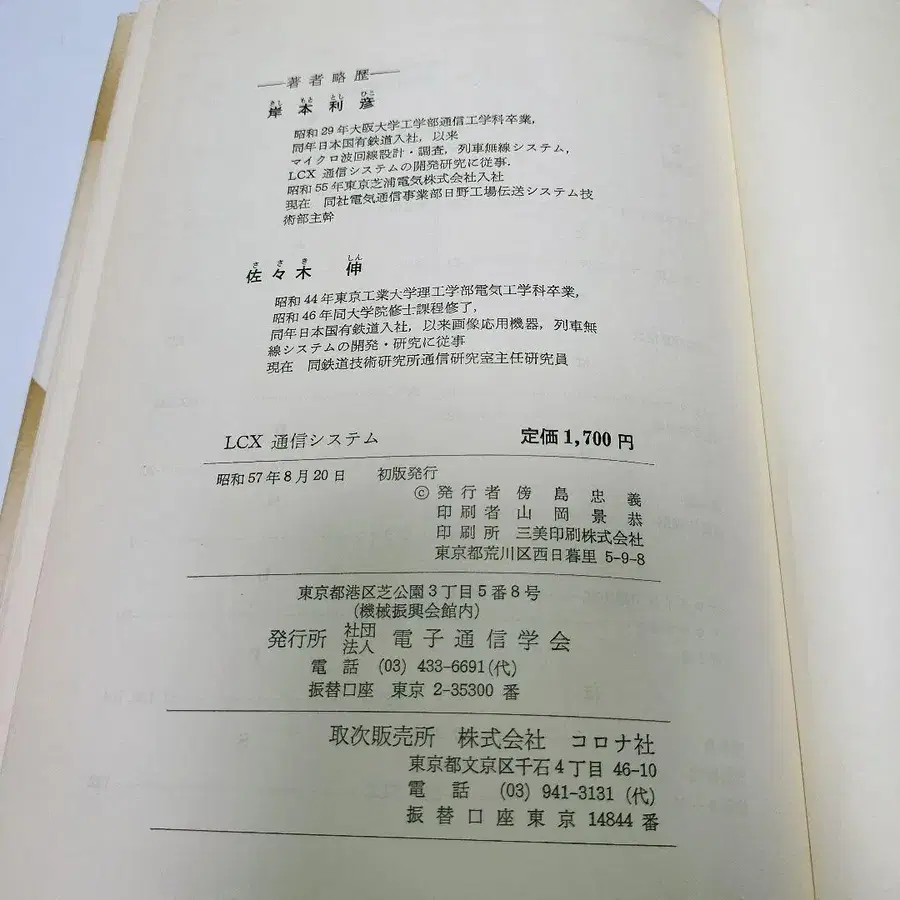 ―著者略歴―
きし もと とし ひこ
岸本利彦
昭和29年大阪大学工学部通信工学科卒業,
同年日本国有鉄道入社, 以来
マイクロ波回線設計・調査, 列車無線システム,
LCX 通信システムの開発研究に従事.
昭和55年東京芝浦電気株式会社入社
現在 同社電気通信事業部日野工場伝送システム技
術部主幹
さ さ き しん
佐々木 伸
昭和44年東京工業大学理工学部電気工学科卒業,
昭和46年同大学院修士課程修了,
同年日本国有鉄道入社, 以来画像応用機器, 列車無
線システムの開発・研究に従事
現在 同鉄道技術研究所通信研究室主任研究員
LCX 通信システム 定価1,700円
昭和57年8月20日 初版発行
© 発行者 傍島忠義
印刷者 山岡景恭
印刷所 三美印刷株式会社
東京都荒川区西日暮里 5-9-8
東京都港区芝公園3丁目5番8号
(機械振興会館内)
発行所 社団法人 電子通信学会
電話 (03) 433-6691(代)
振替口座 東京 2-35300 番
取次販売所 株式会社 コロナ社
東京都文京区千石4丁目 46-10
電話 (03) 941-3131 (代)
振替口座東京 14844 番